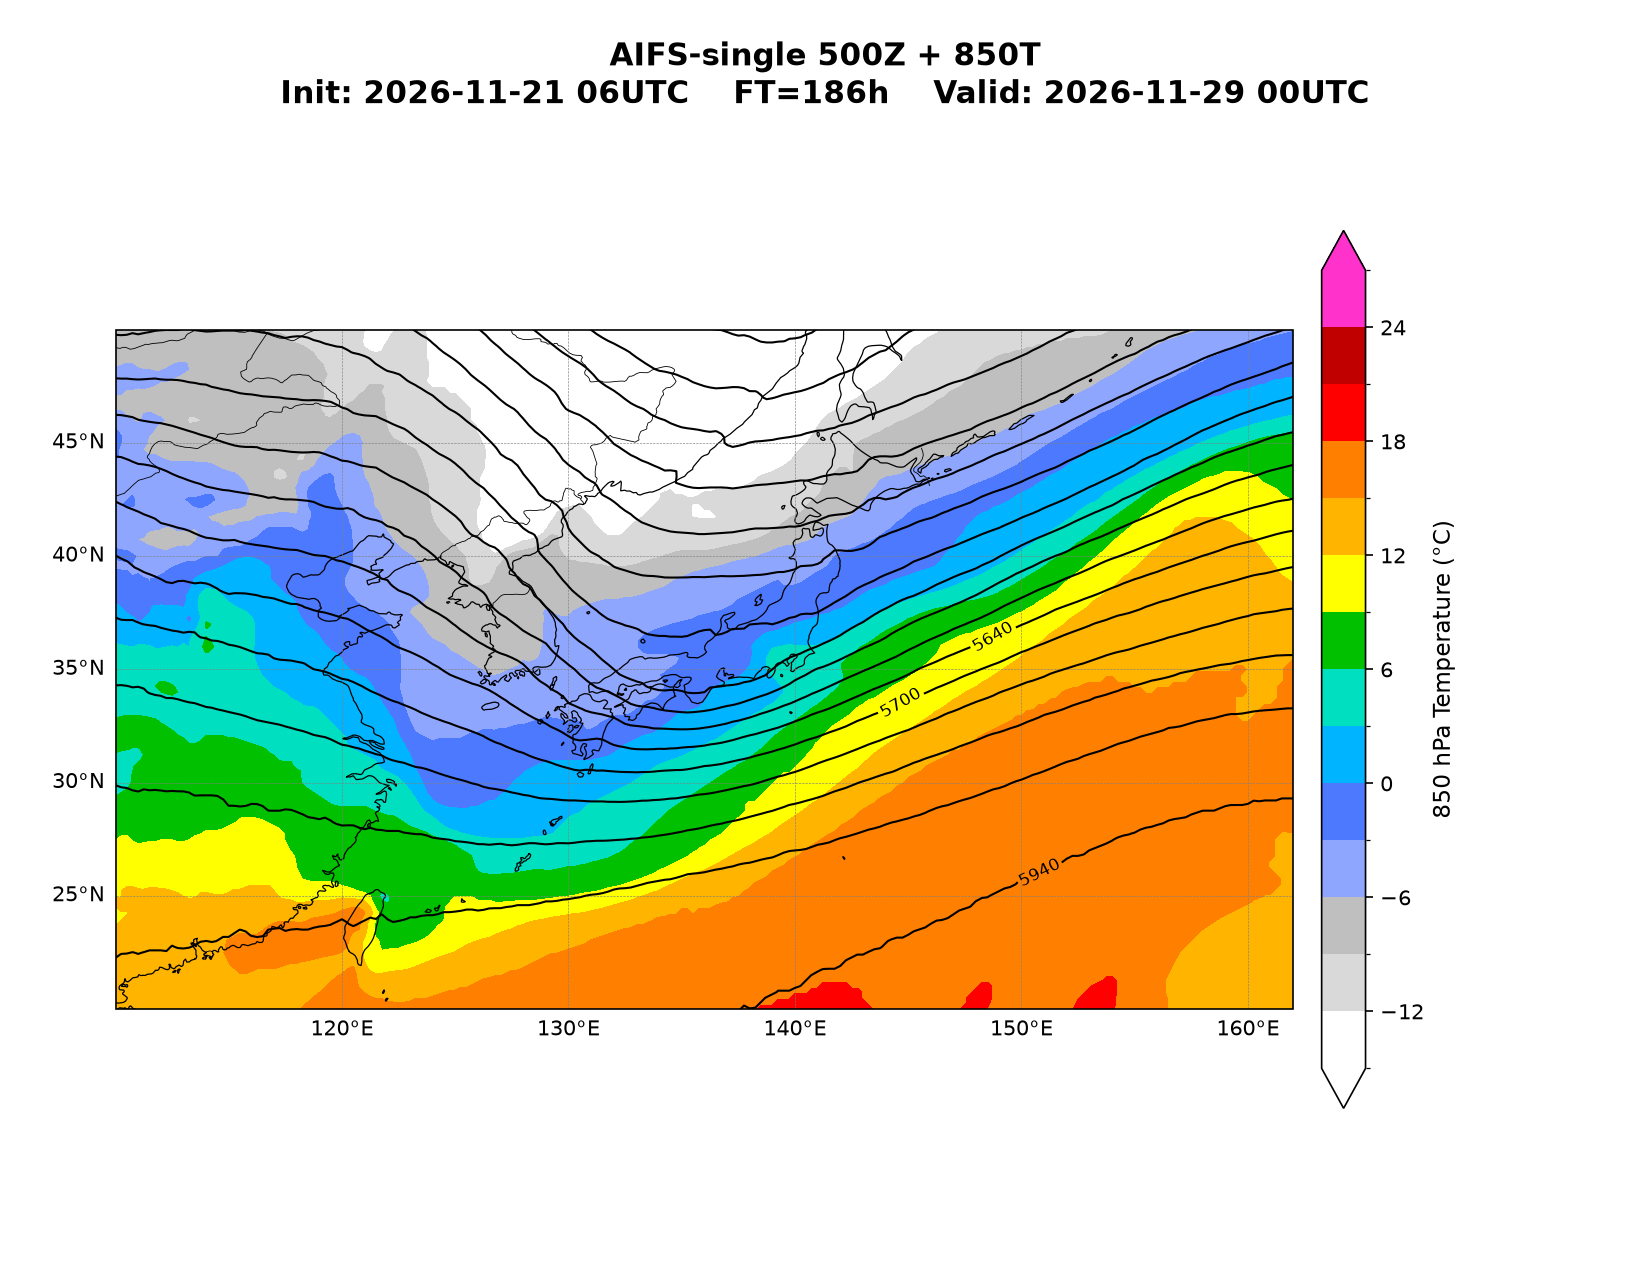 AIFS-single 500Z + 850T
Init: 2026-11-21 06UTC    FT=186h    Valid: 2026-11-29 00UTC
24
18
12
6
0
−6
−12
850 hPa Temperature (°C)
45°N
40°N
35°N
30°N
25°N
5640
5700
5940
120°E
130°E
140°E
150°E
160°E